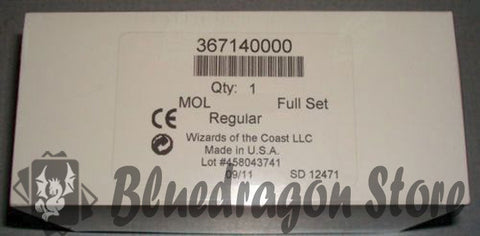 367140000
Qty: 1
MOL Full Set
Regular
Wizards of the Coast LLC
Made in U.S.A.
Lot #458043741
09/11 SD 12471
Bluedragon Store